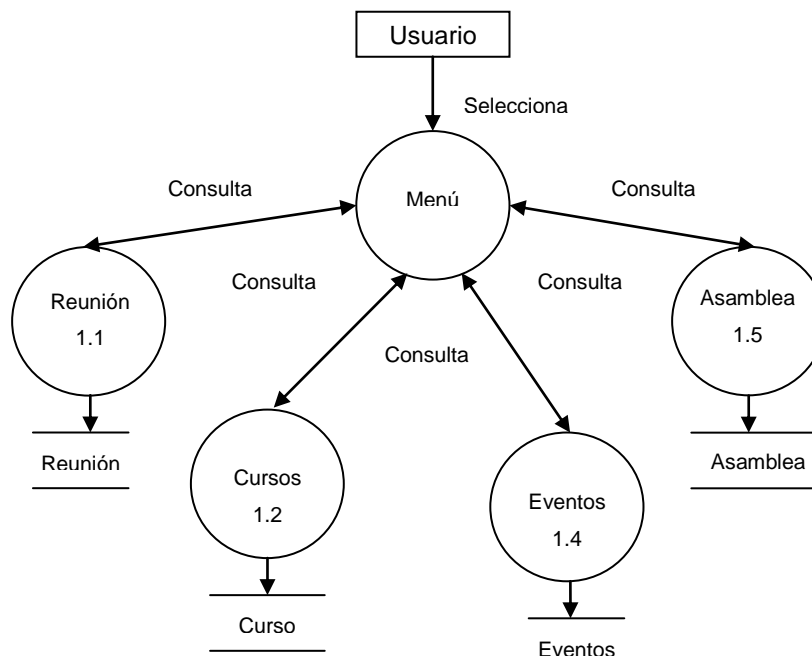 Usuario
Selecciona
Consulta
Menú
Consulta
Consulta
Consulta
Reunión
1.1
Asamblea
1.5
Consulta
Reunión
Cursos
1.2
Eventos
1.4
Asamblea
Curso
Eventos